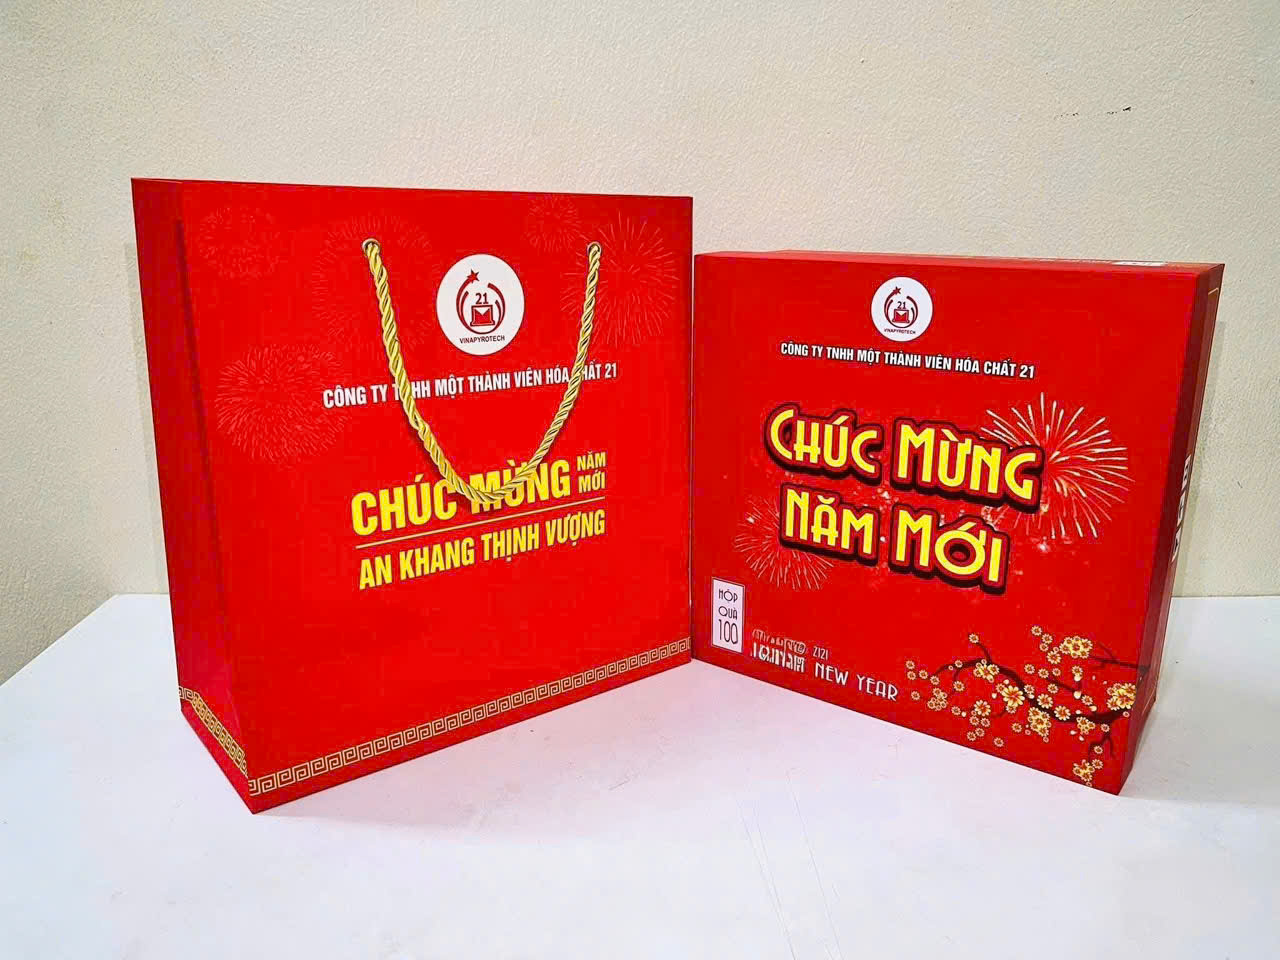 21
VINAPYROTECH
CÔNG TY TNHH MỘT THÀNH VIÊN HÓA CHẤT 21
CHÚC MỪNG NĂM MỚI
AN KHANG THỊNH VƯỢNG
21
VINAPYROTECH
CÔNG TY TNHH MỘT THÀNH VIÊN HÓA CHẤT 21
CHÚC MỪNG
NĂM MỚI
HỘP
QUÀ
100
Z121
NEW YEAR